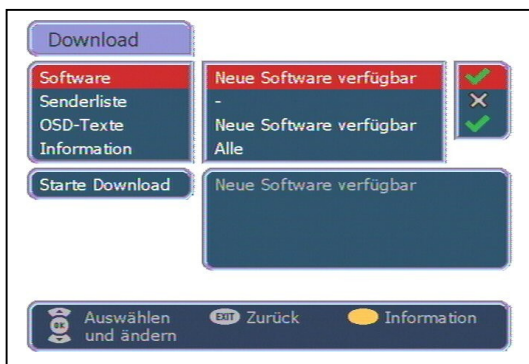 Download
Software Neue Software verfügbar
Senderliste -
OSD-Texte Neue Software verfügbar
Information Alle
Starte Download Neue Software verfügbar
OK Auswählen und ändern EXIT Zurück Information